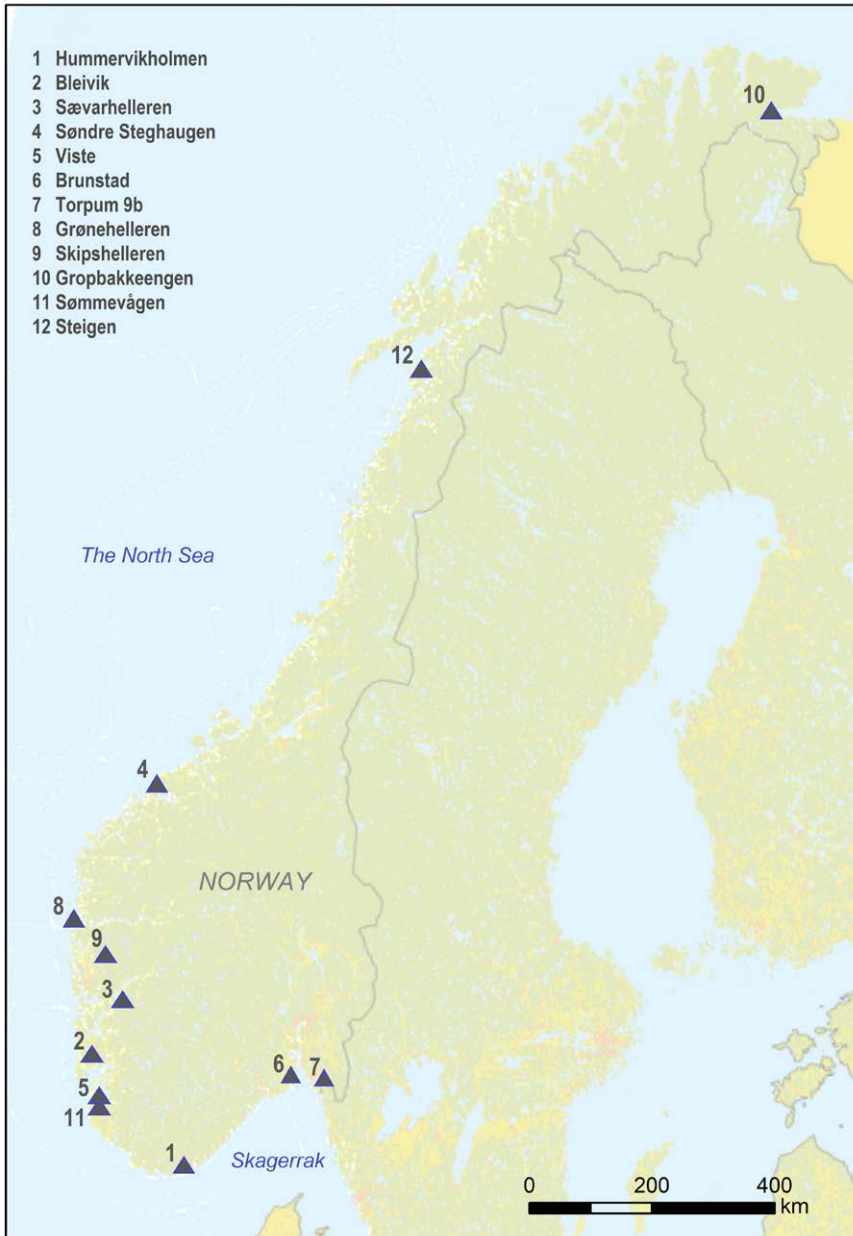 1 Hummervikholmen
2 Bleivik
3 Sævarhelleren
4 Søndre Steghaugen
5 Viste
6 Brunstad
7 Torpum 9b
8 Grønehelleren
9 Skipshelleren
10 Gropbakkeengen
11 Sømmevågen
12 Steigen
10
12
The North Sea
4
NORWAY
8
9
3
2
6
7
5
11
1
Skagerrak
0 200 400
km